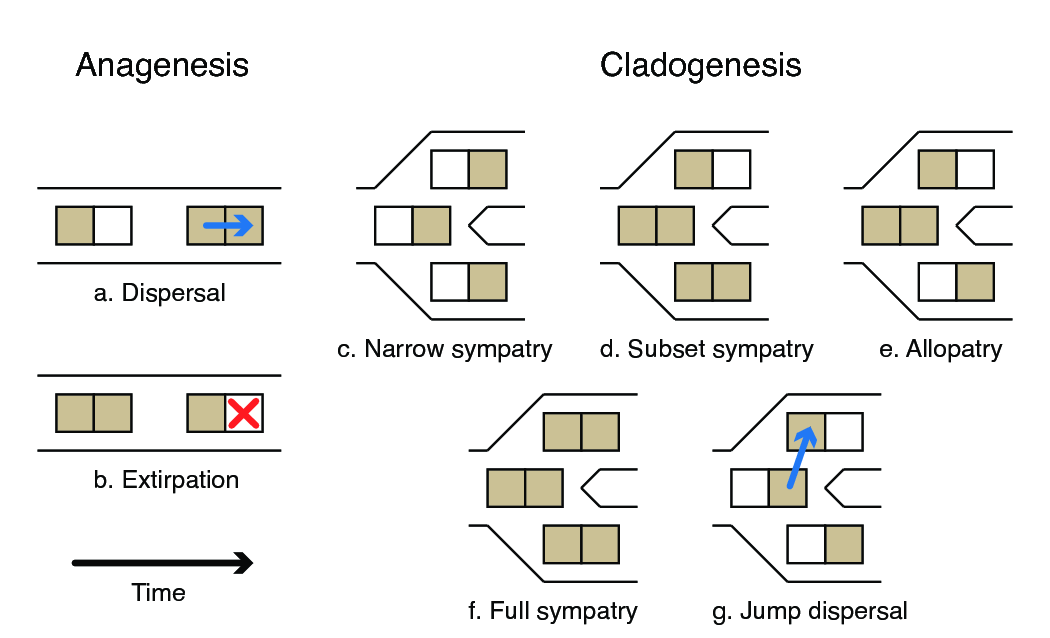 Anagenesis
Cladogenesis
a. Dispersal
b. Extirpation
Time
c. Narrow sympatry
d. Subset sympatry
e. Allopatry
f. Full sympatry
g. Jump dispersal